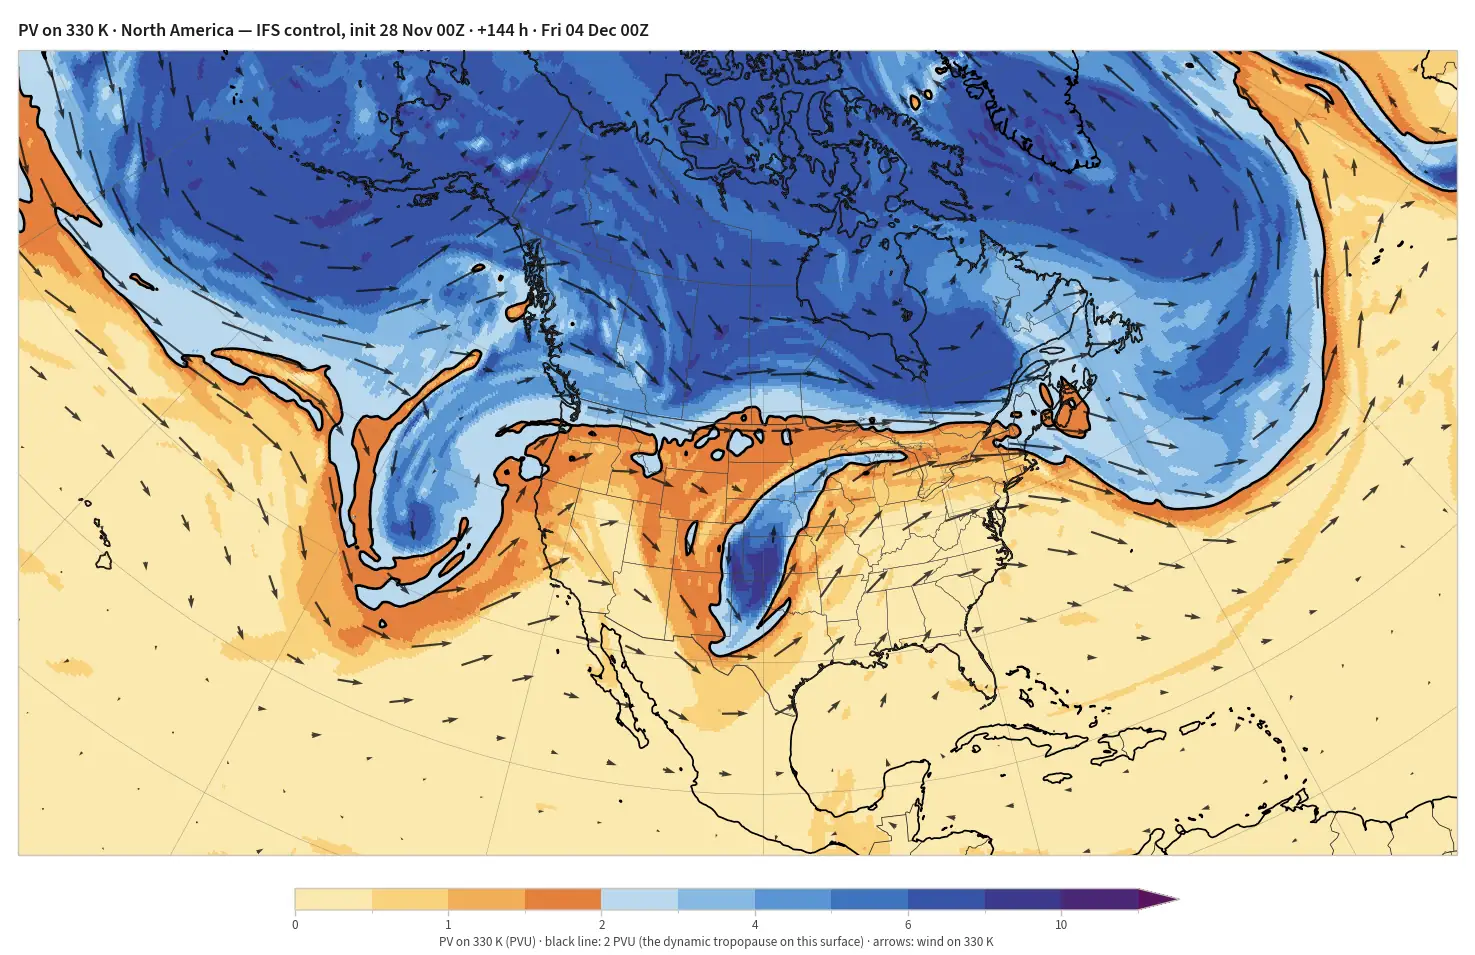 PV on 330 K · North America — IFS control, init 28 Nov 00Z · +144 h · Fri 04 Dec 00Z
0 1 2 4 6 8 10
PV on 330 K (PVU) · black line: 2 PVU (the dynamic tropopause on this surface) · arrows: wind on 330 K